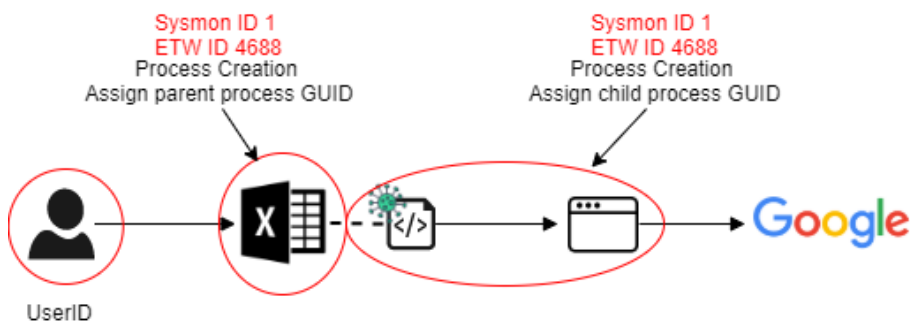 Sysmon ID 1
ETW ID 4688
Process Creation
Assign parent process GUID
Sysmon ID 1
ETW ID 4688
Process Creation
Assign child process GUID
X
</>
Google
UserID